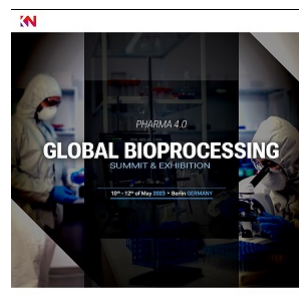 KN
PHARMA 4.0
GLOBAL BIOPROCESSING
SUMMIT & EXHIBITION
10th - 12th of May 2023 • Berlin GERMANY